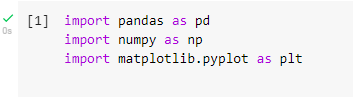 [1] import pandas as pd
import numpy as np
import matplotlib.pyplot as plt
0s